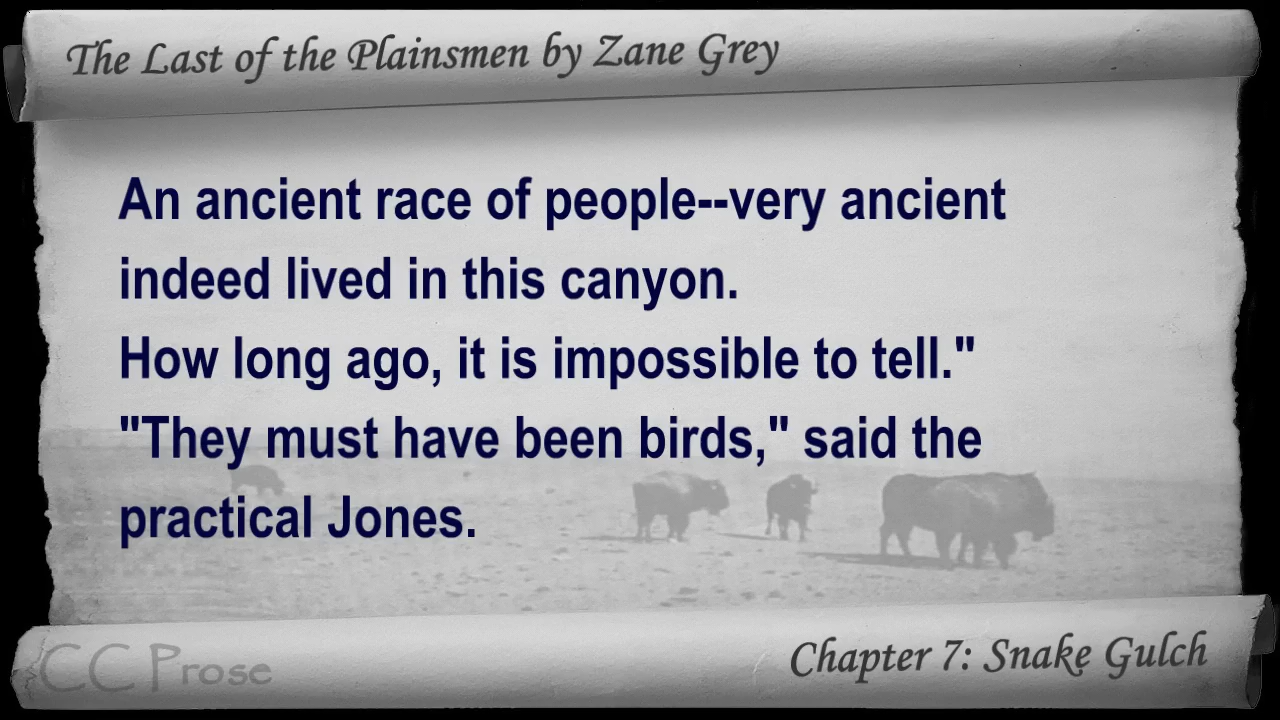 The Last of the Plainsmen by Zane Grey
An ancient race of people--very ancient
indeed lived in this canyon.
How long ago, it is impossible to tell."
"They must have been birds," said the
practical Jones.
CC Prose
Chapter 7: Snake Gulch